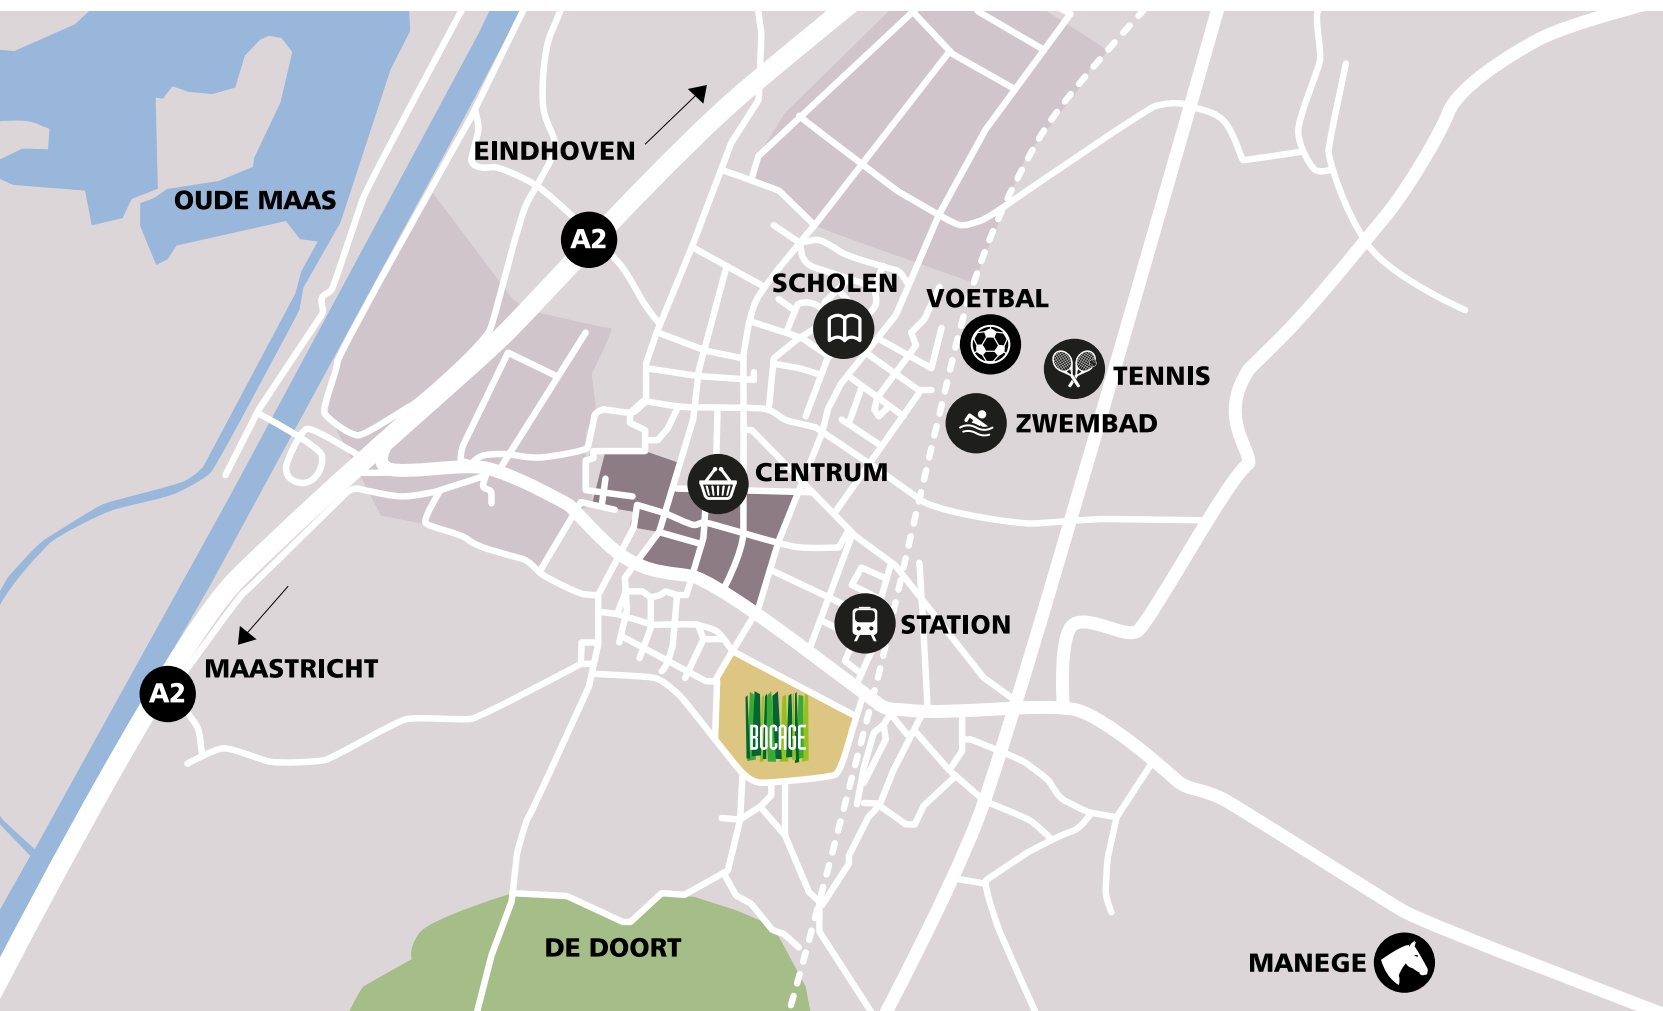 EINDHOVEN
OUDE MAAS
A2
SCHOLEN
VOETBAL
TENNIS
ZWEMBAD
CENTRUM
STATION
MAASTRICHT
A2
BOCAGE
DE DOORT
MANEGE